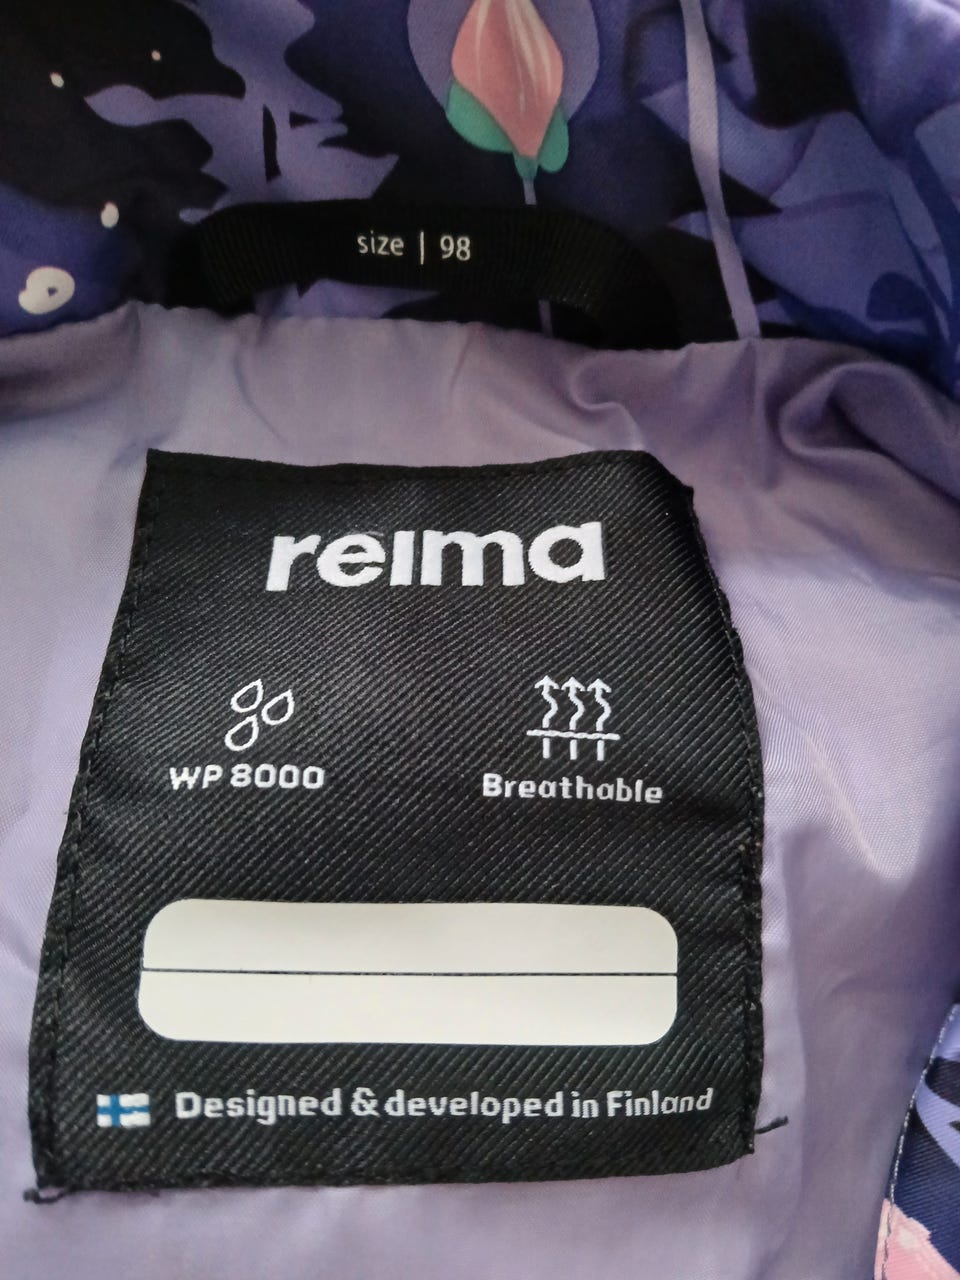 size | 98
reima
WP 8000
Breathable
Designed & developed in Finland